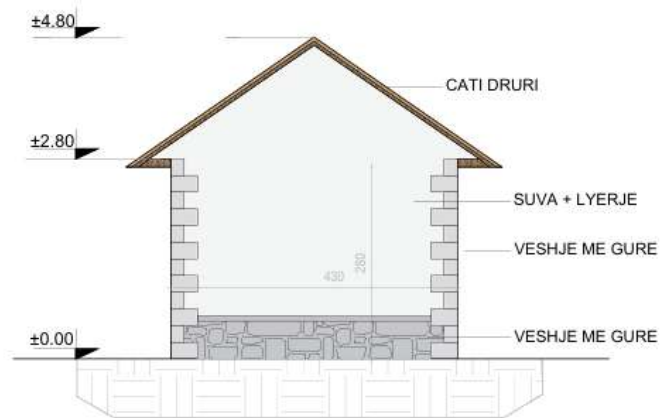 ±4.80
CATI DRURI
±2.80
SUVA + LYERJE
VESHJE ME GURE
430
280
VESHJE ME GURE
±0.00